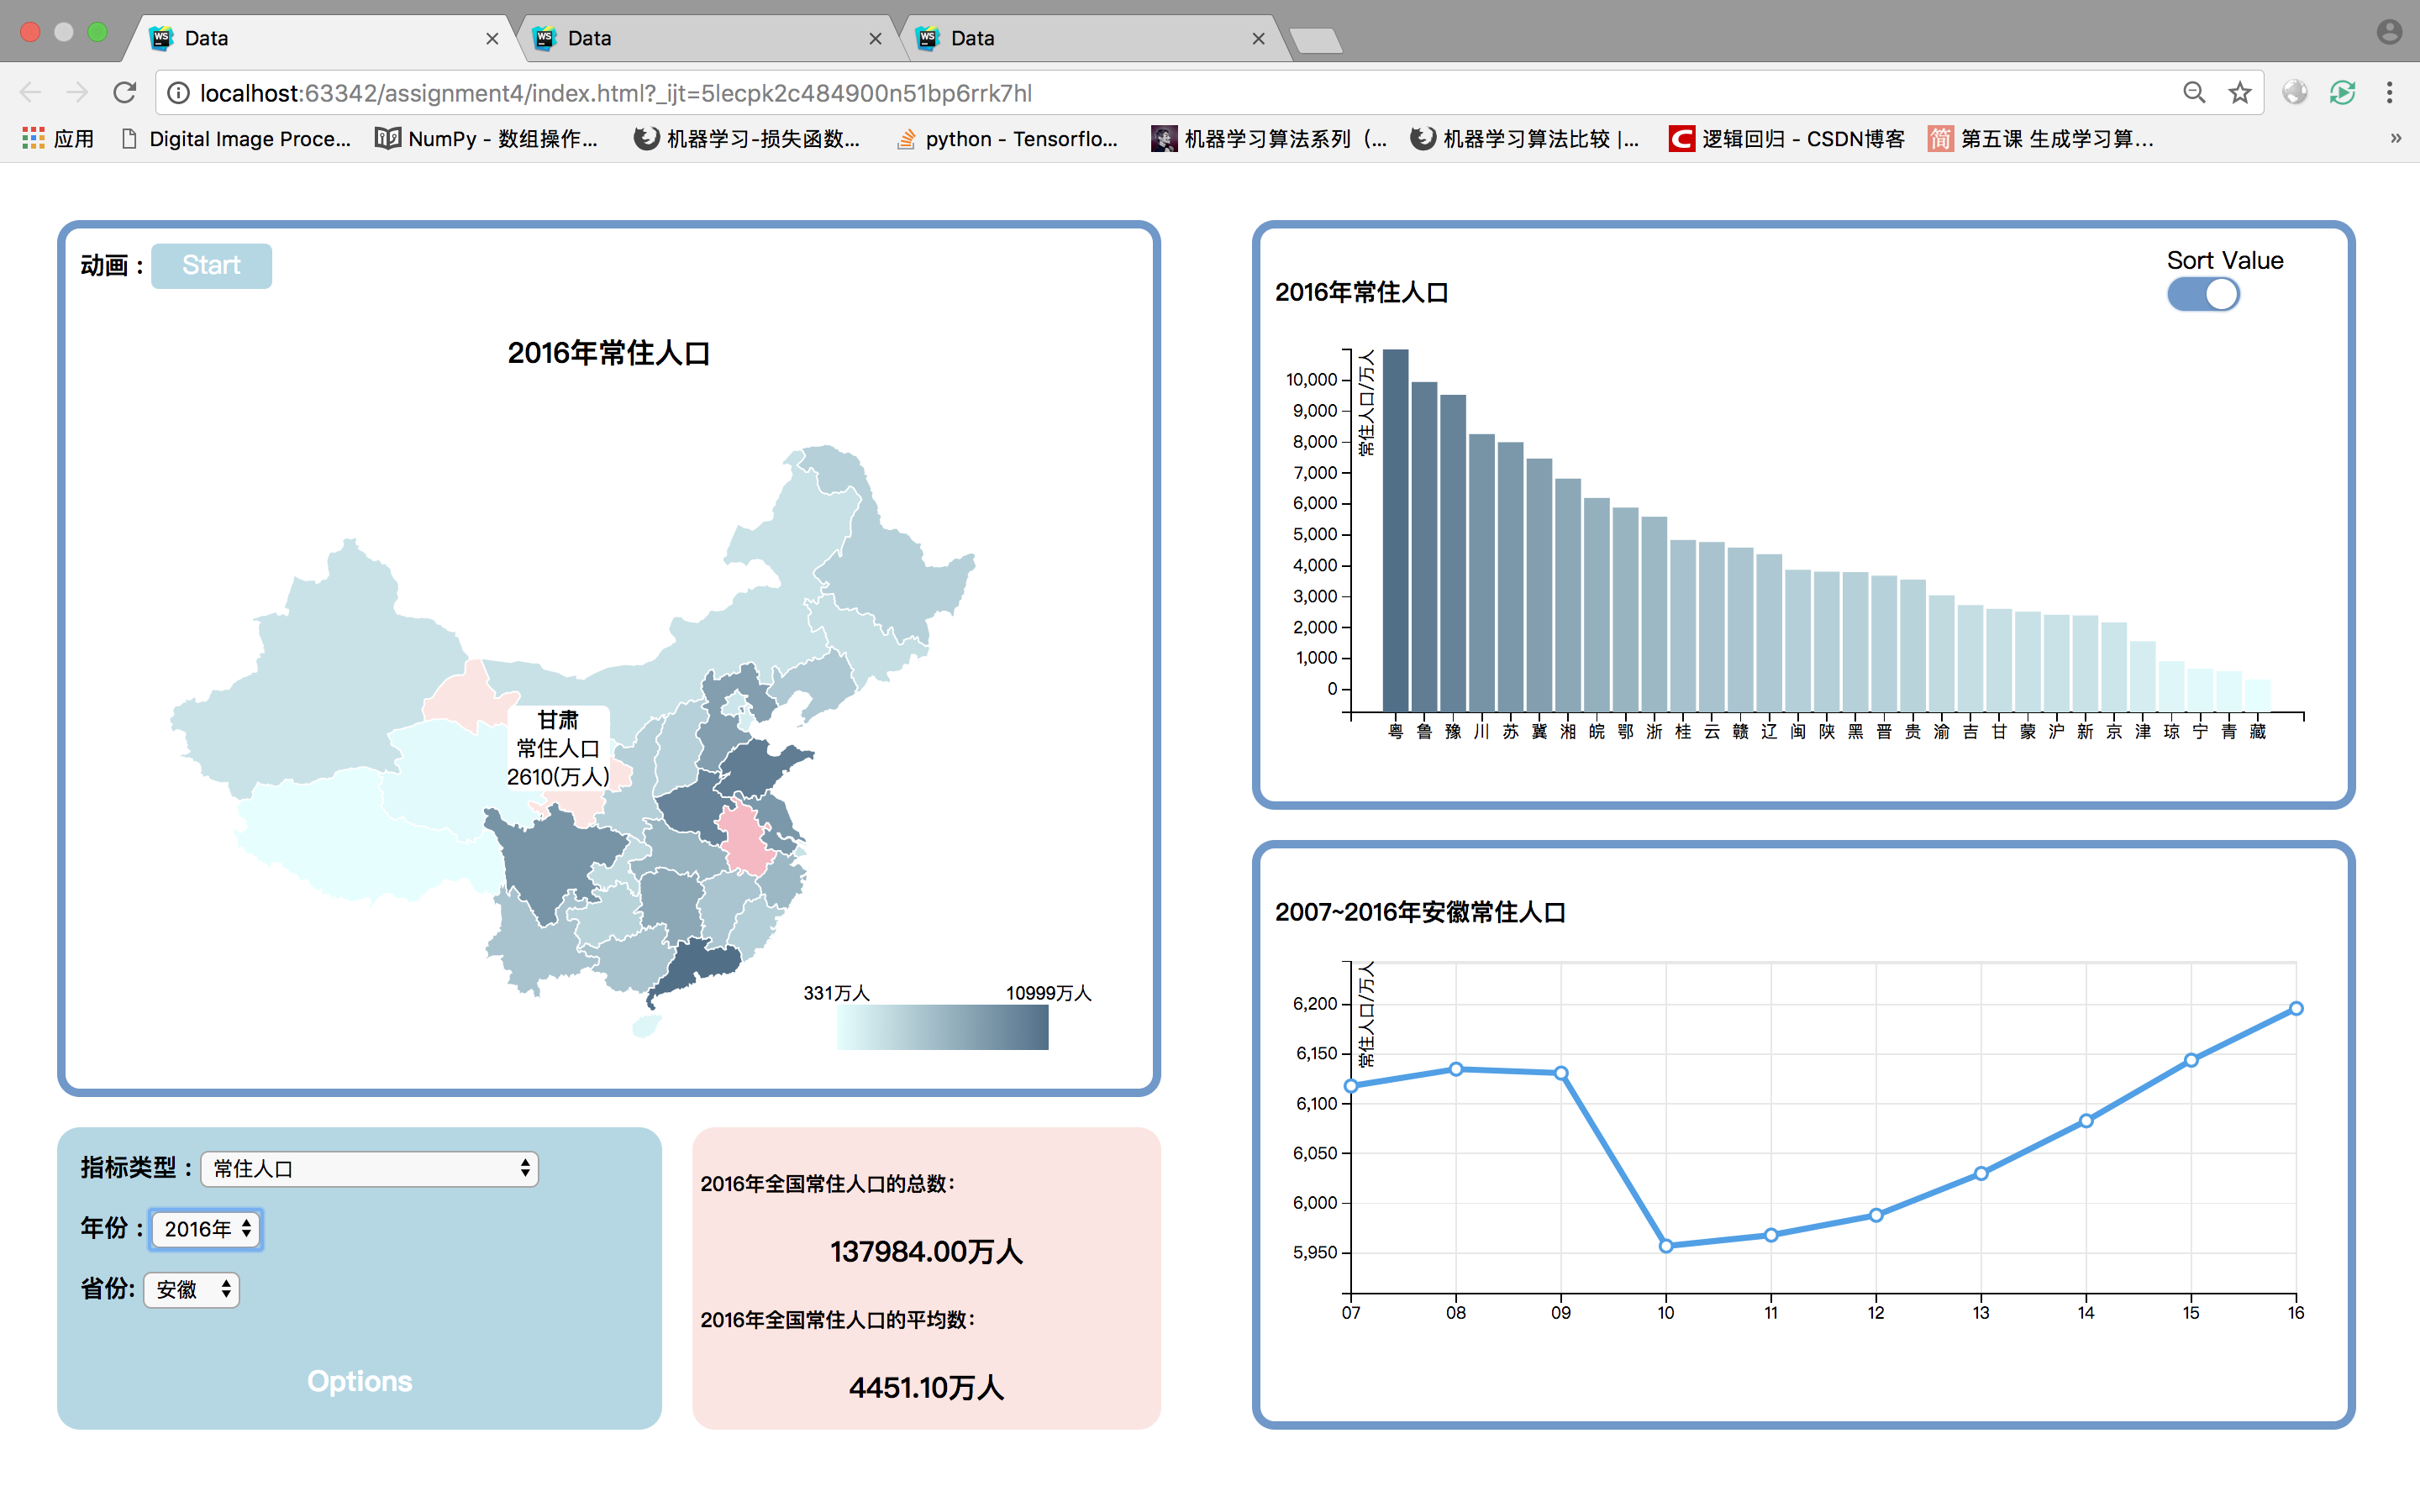 Data
Data
Data
localhost:63342/assignment4/index.html?_ijt=5lecpk2c484900n51bp6rrk7hl
应用
Digital Image Proce...
NumPy - 数组操作...
机器学习-损失函数...
python - Tensorflo...
机器学习算法系列（...
机器学习算法比较 |...
逻辑回归 - CSDN博客
简 第五课 生成学习算...
»
动画： Start
2016年常住人口
甘肃
常住人口
2610(万人)
331万人 10999万人
指标类型： 常住人口
年份： 2016年
省份: 安徽
Options
2016年全国常住人口的总数:
137984.00万人
2016年全国常住人口的平均数:
4451.10万人
Sort Value
2016年常住人口
常住人口/万人
10,000
9,000
8,000
7,000
6,000
5,000
4,000
3,000
2,000
1,000
0
粤 鲁 豫 川 苏 冀 湘 皖 鄂 浙 桂 云 赣 辽 闽 陕 黑 晋 贵 渝 吉 甘 蒙 沪 新 京 津 琼 宁 青 藏
2007~2016年安徽常住人口
常住人口/万人
6,200
6,150
6,100
6,050
6,000
5,950
07 08 09 10 11 12 13 14 15 16